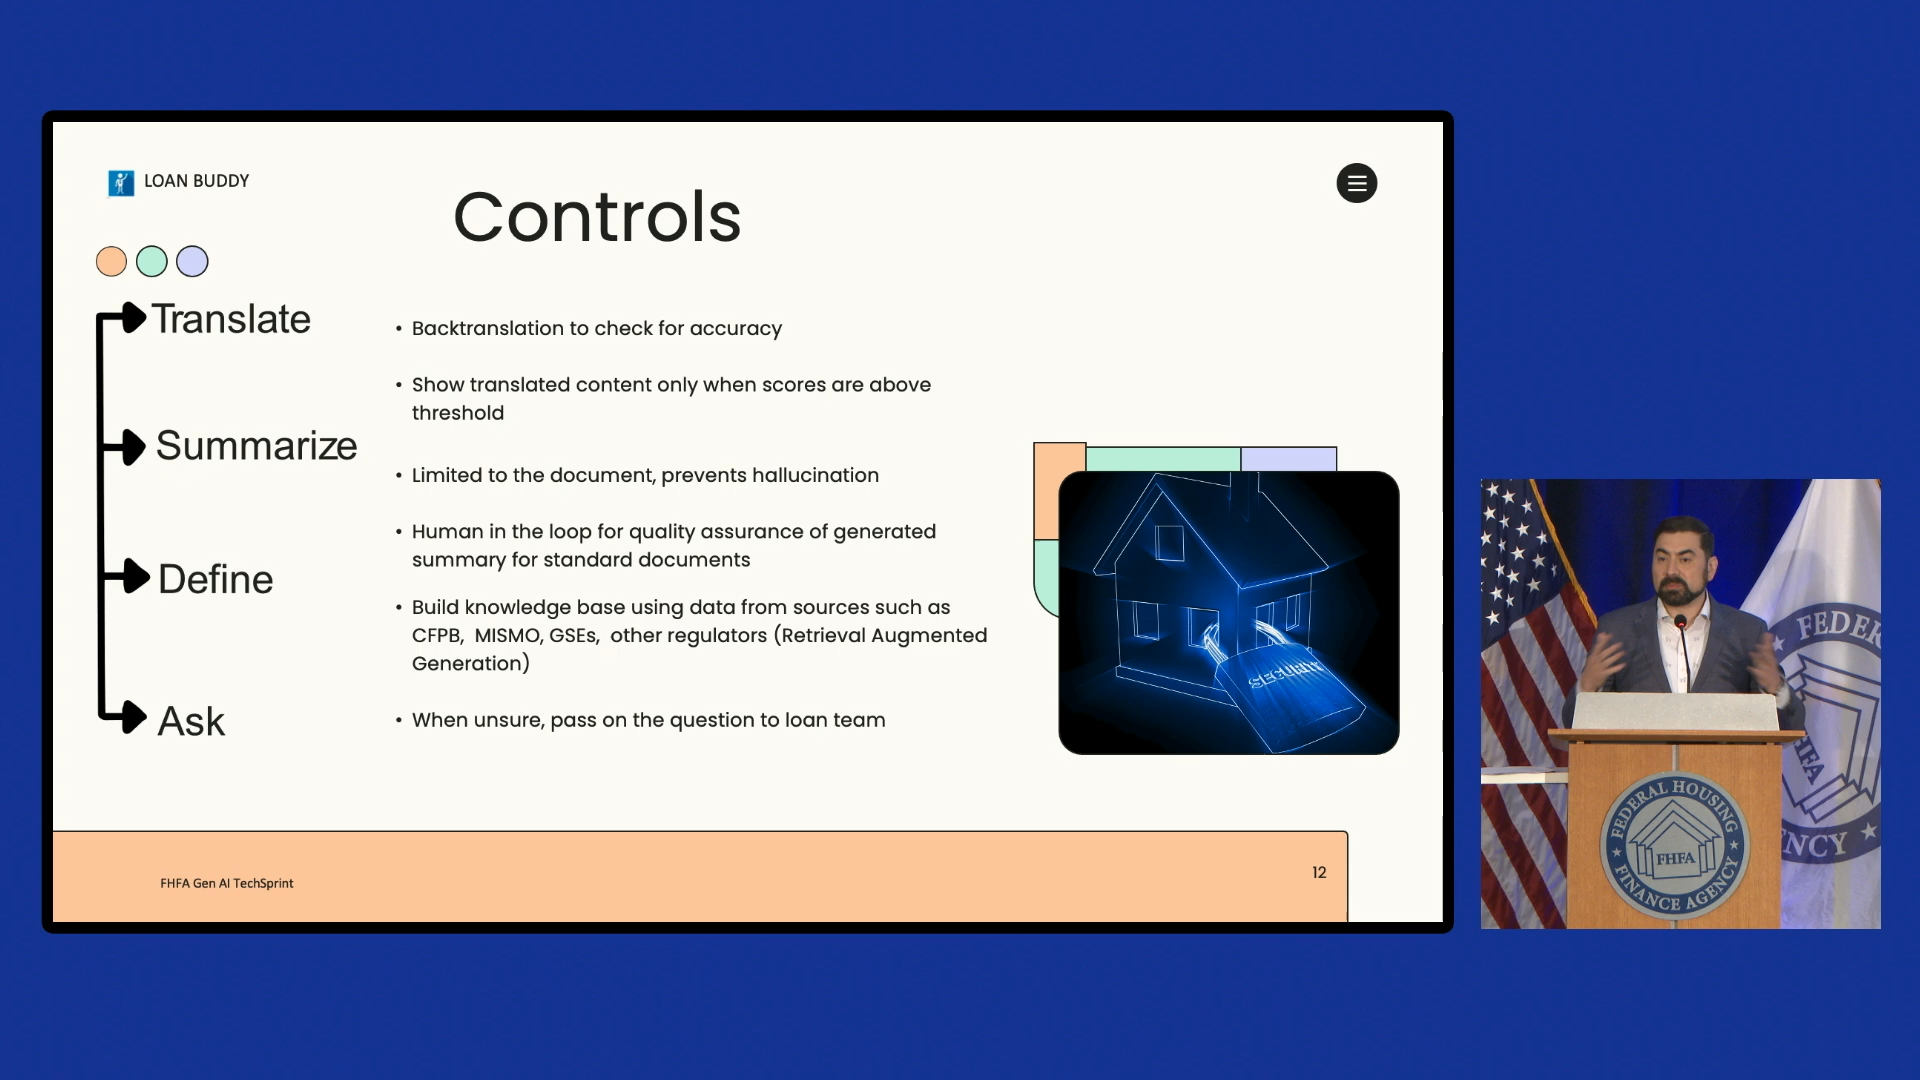 LOAN BUDDY
Controls
Translate
• Backtranslation to check for accuracy
• Show translated content only when scores are above
threshold
Summarize
• Limited to the document, prevents hallucination
• Human in the loop for quality assurance of generated
summary for standard documents
Define
• Build knowledge base using data from sources such as
CFPB,  MISMO, GSEs,  other regulators (Retrieval Augmented
Generation)
Ask
• When unsure, pass on the question to loan team
SECURITY
FHFA Gen AI TechSprint
12
FEDER
HFA
NCY
FEDERAL HOUSING
FHFA
FINANCE AGENCY